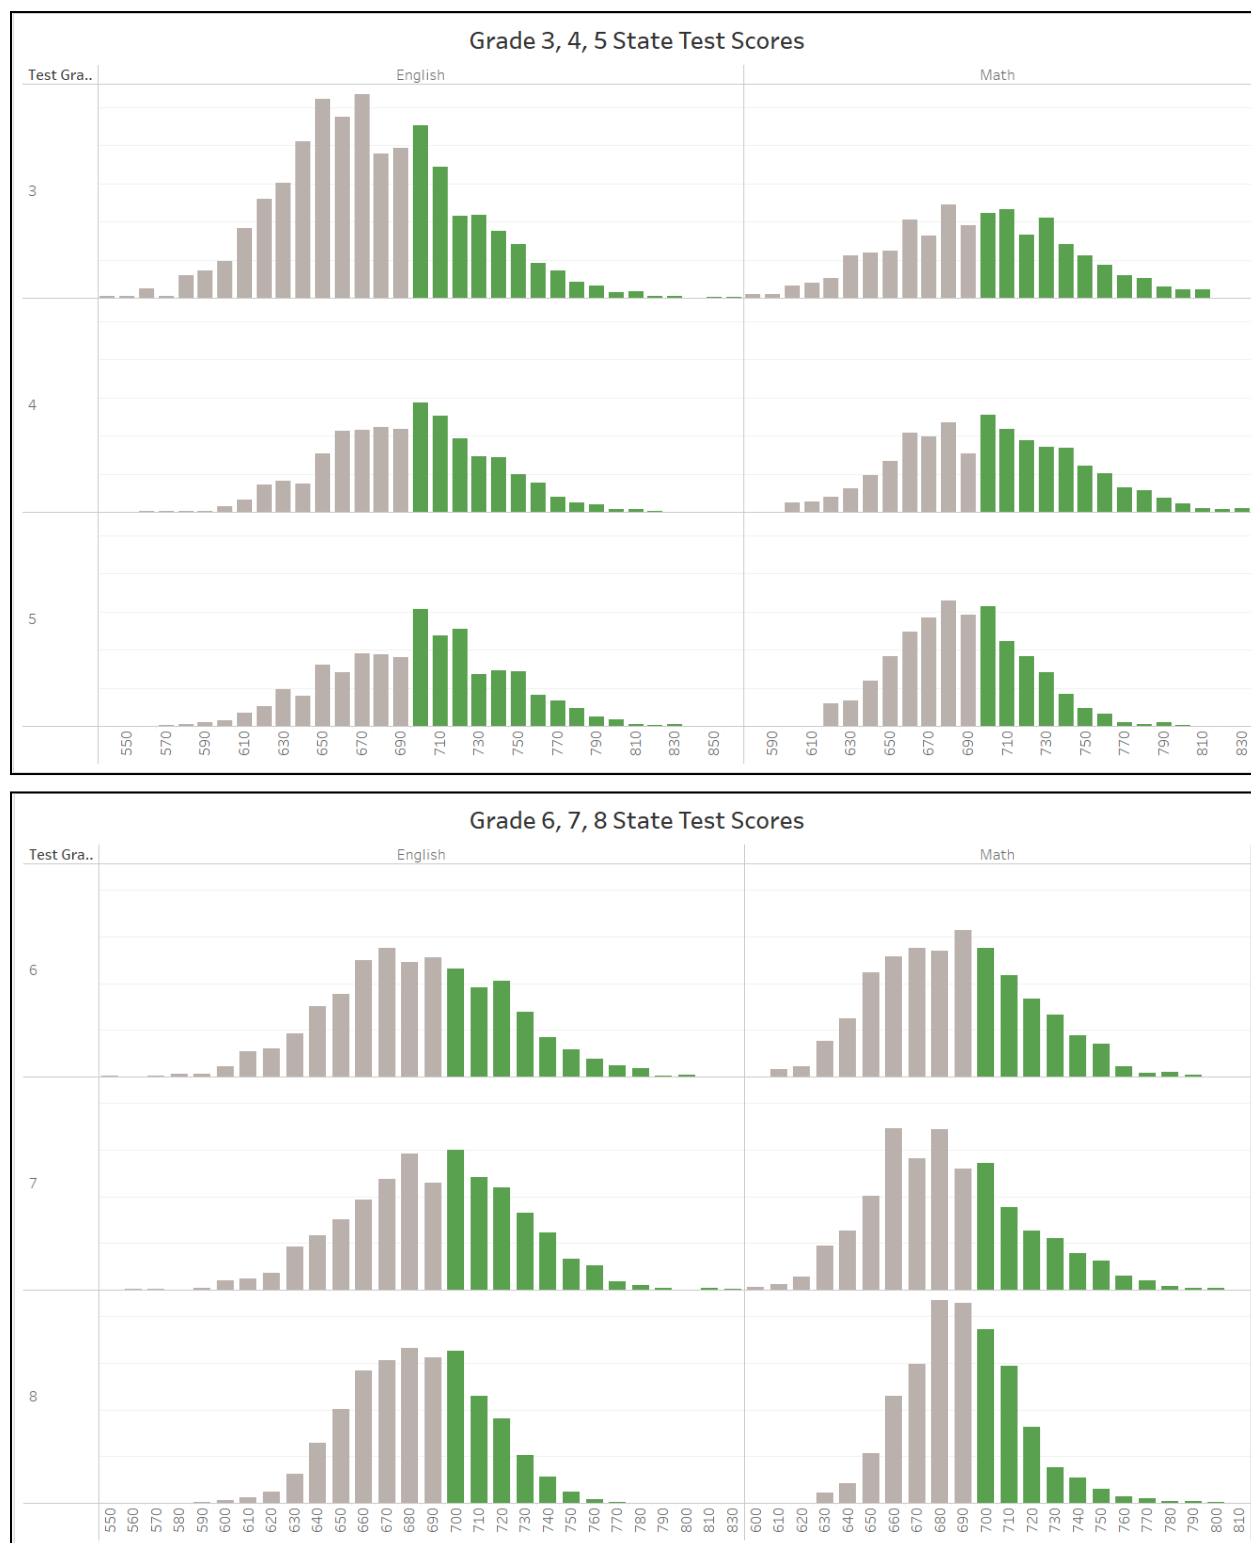 Grade 3, 4, 5 State Test Scores
Test Gra.. English Math
3
4
5
550 570 590 610 630 650 670 690 710 730 750 770 790 810 830 850 590 610 630 650 670 690 710 730 750 770 790 810 830
Grade 6, 7, 8 State Test Scores
Test Gra.. English Math
6
7
8
550 560 570 580 590 600 610 620 630 640 650 660 670 680 690 700 710 720 730 740 750 760 770 780 790 800 810 830 600 610 620 630 640 650 660 670 680 690 700 710 720 730 740 750 760 770 780 790 800 810